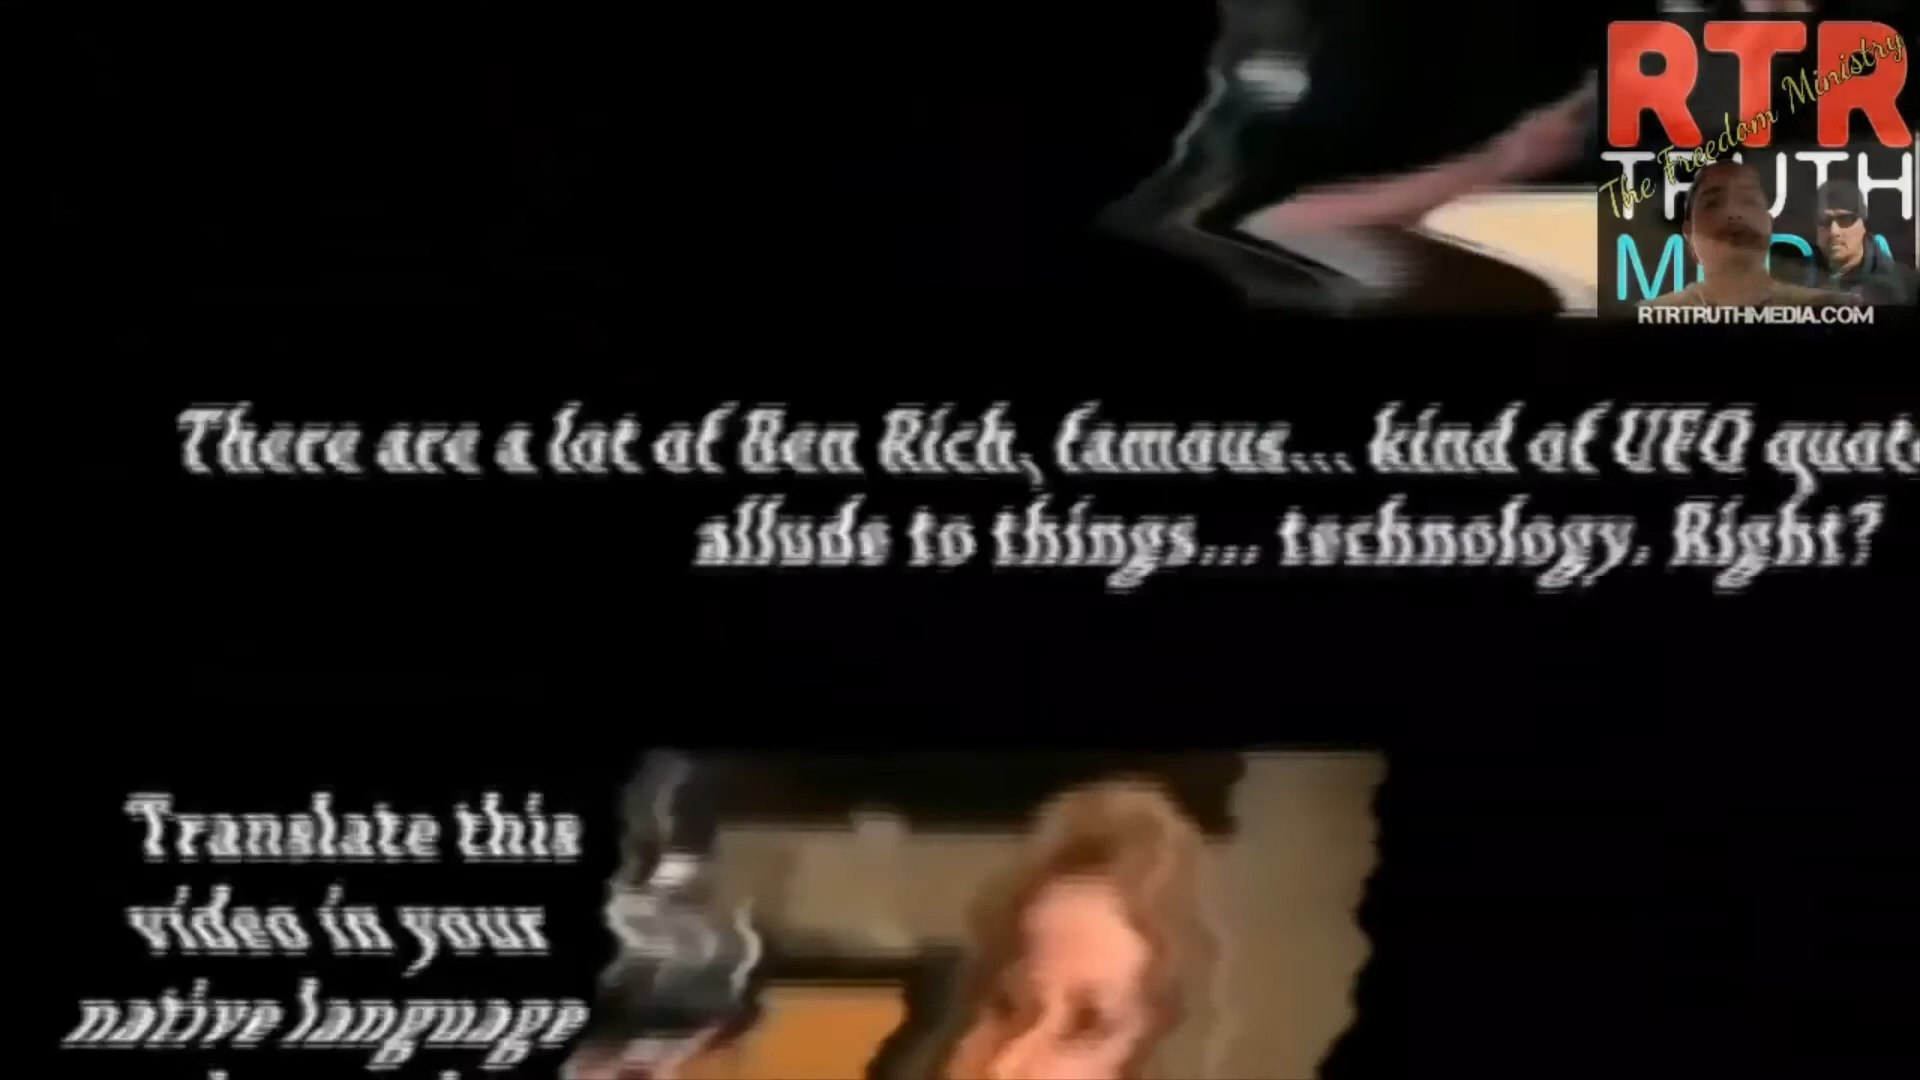 RTR
The Freedom Ministry
TRUTH
RTRTRUTHMEDIA.COM
There are a lot of Ben Rich, famous... kind of UFO
allude to things... technology. Right?
Translate this
video in your
native language